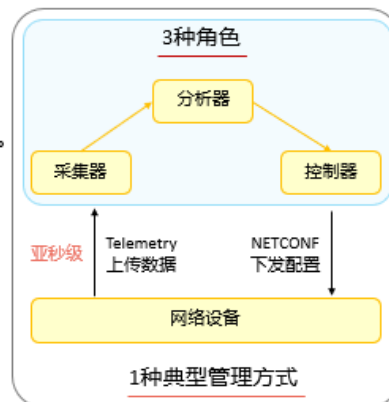 3种角色
分析器
采集器
控制器
亚秒级
Telemetry
上传数据
NETCONF
下发配置
网络设备
1种典型管理方式